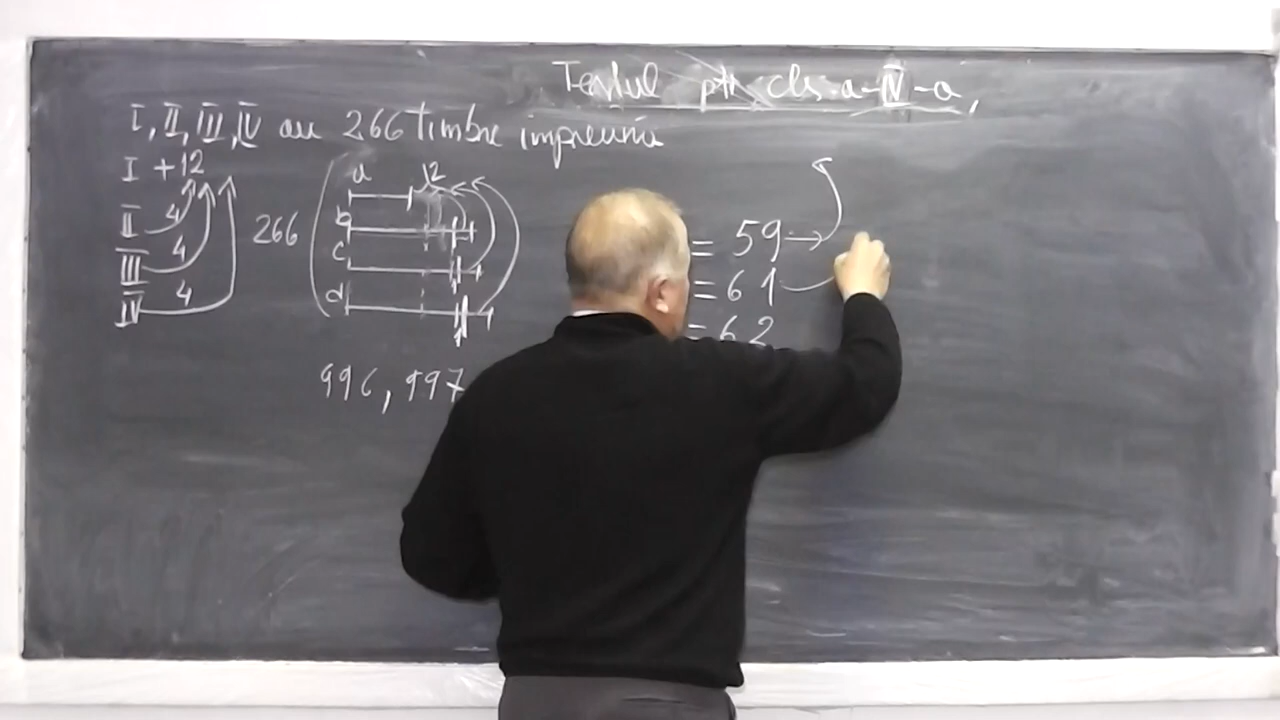 Testul ptr. cls. a-IV-a,
I, II, III, IV au 266 timbre împreună
I +12
a 12
II 4
b
= 59
266
c
III 4
= 61
d
IV 4
= 62
996, 997